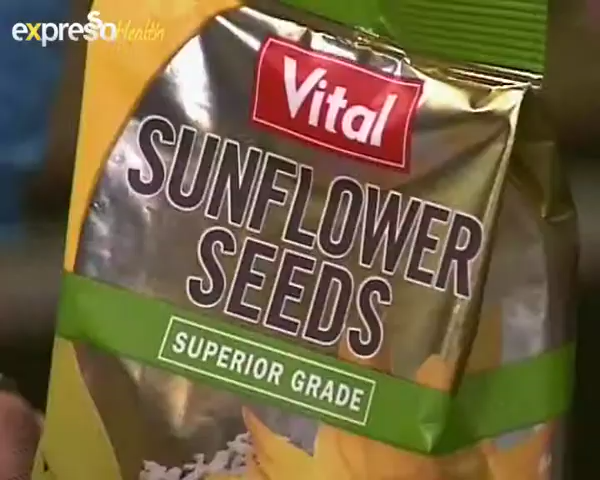 expresso Health
Vital
SUNFLOWER
SEEDS
SUPERIOR GRADE